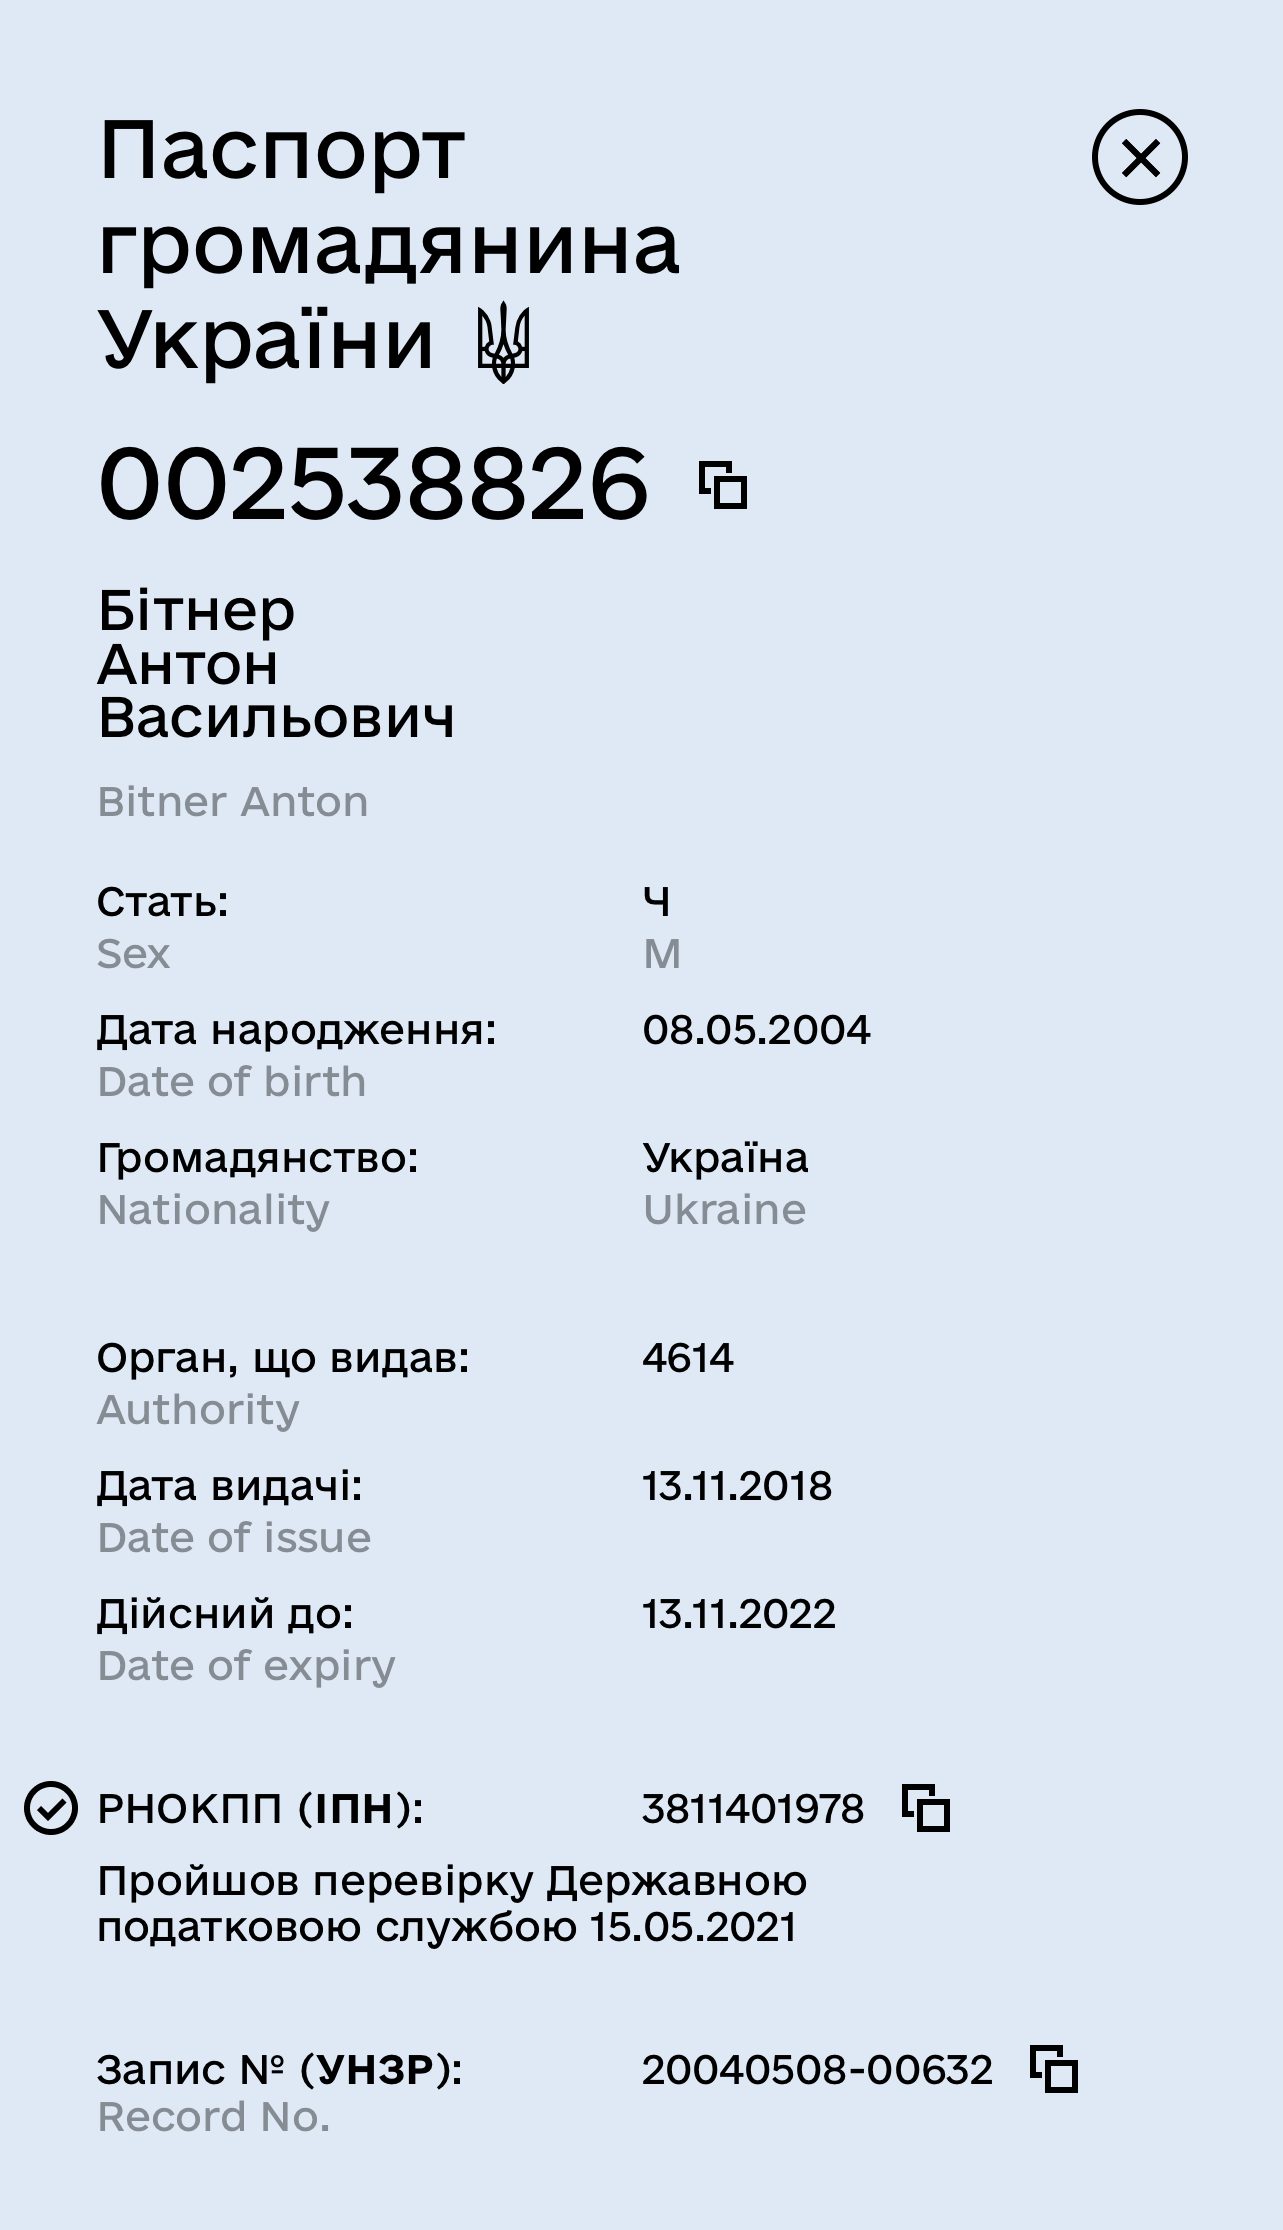 Паспорт
громадянина
України
002538826
Бітнер
Антон
Васильович
Bitner Anton
Стать: Ч
Sex M
Дата народження: 08.05.2004
Date of birth
Громадянство: Україна
Nationality Ukraine
Орган, що видав: 4614
Authority
Дата видачі: 13.11.2018
Date of issue
Дійсний до: 13.11.2022
Date of expiry
РНОКПП (ІПН): 3811401978
Пройшов перевірку Державною
податковою службою 15.05.2021
Запис № (УНЗР): 20040508-00632
Record No.